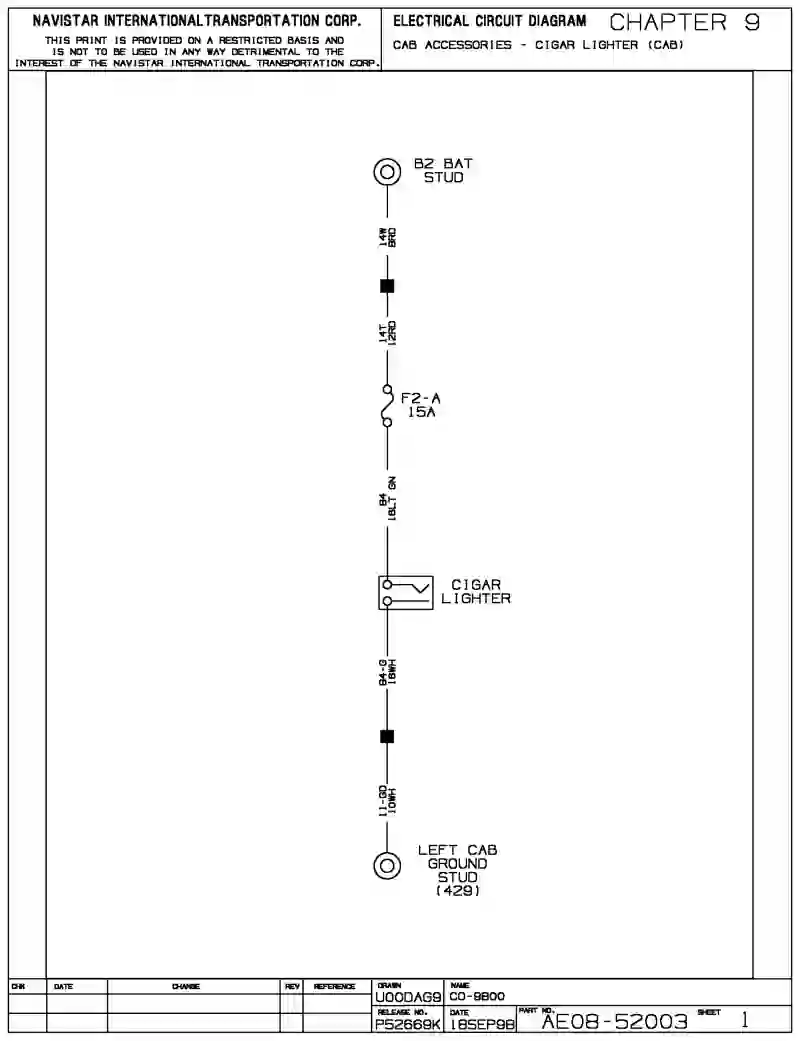 NAVISTAR INTERNATIONAL TRANSPORTATION CORP.
THIS PRINT IS PROVIDED ON A RESTRICTED BASIS AND
IS NOT TO BE USED IN ANY WAY DETRIMENTAL TO THE
INTEREST OF THE NAVISTAR INTERNATIONAL TRANSPORTATION CORP.
ELECTRICAL CIRCUIT DIAGRAM CHAPTER 9
CAB ACCESSORIES - CIGAR LIGHTER (CAB)
B2 BAT
STUD
14W
8RD
14T
12RD
F2-A
15A
84
18LT GN
CIGAR
LIGHTER
84-G
18WH
11-GD
10WH
LEFT CAB
GROUND
STUD
(429)
CHK DATE CHANGE REV REFERENCE
DRAWN
U00DAG9
NAME
CO-9800
RELEASE NO.
P52669K
DATE
18SEP98
PART NO.
AE08-52003
SHEET
1